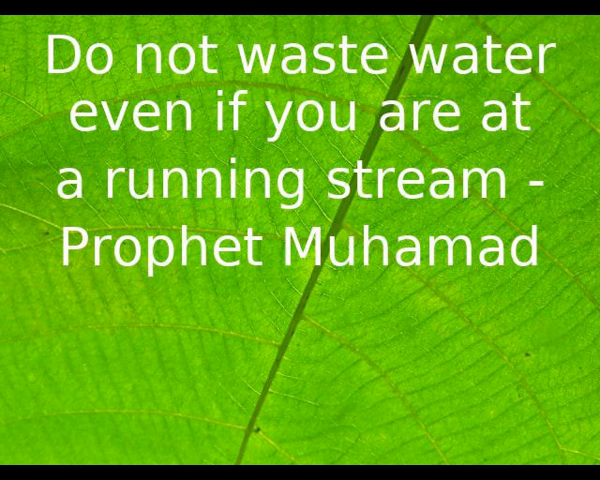 Do not waste water
even if you are at
a running stream -
Prophet Muhamad